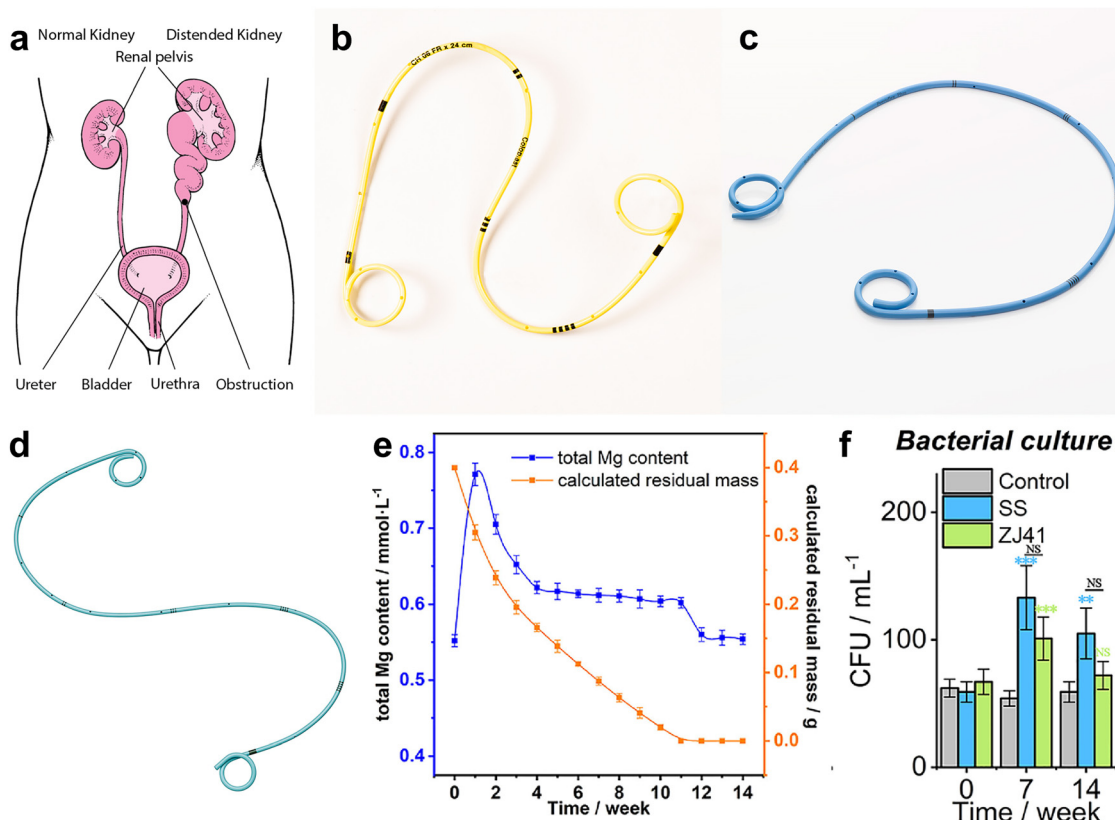 a
Normal Kidney
Distended Kidney
Renal pelvis
Ureter
Bladder
Urethra
Obstruction
b
CH 06 FR x 24 cm
Coloplast
c
d
e
total Mg content
calculated residual mass
total Mg content / mmol·L⁻¹
0.8
0.7
0.6
0.5
0.4
calculated residual mass / g
0.4
0.3
0.2
0.1
0.0
0 2 4 6 8 10 12 14
Time / week
f
Bacterial culture
Control
SS
ZJ41
CFU / mL⁻¹
200
100
0
NS
***
***
NS
**
NS
0 7 14
Time / week